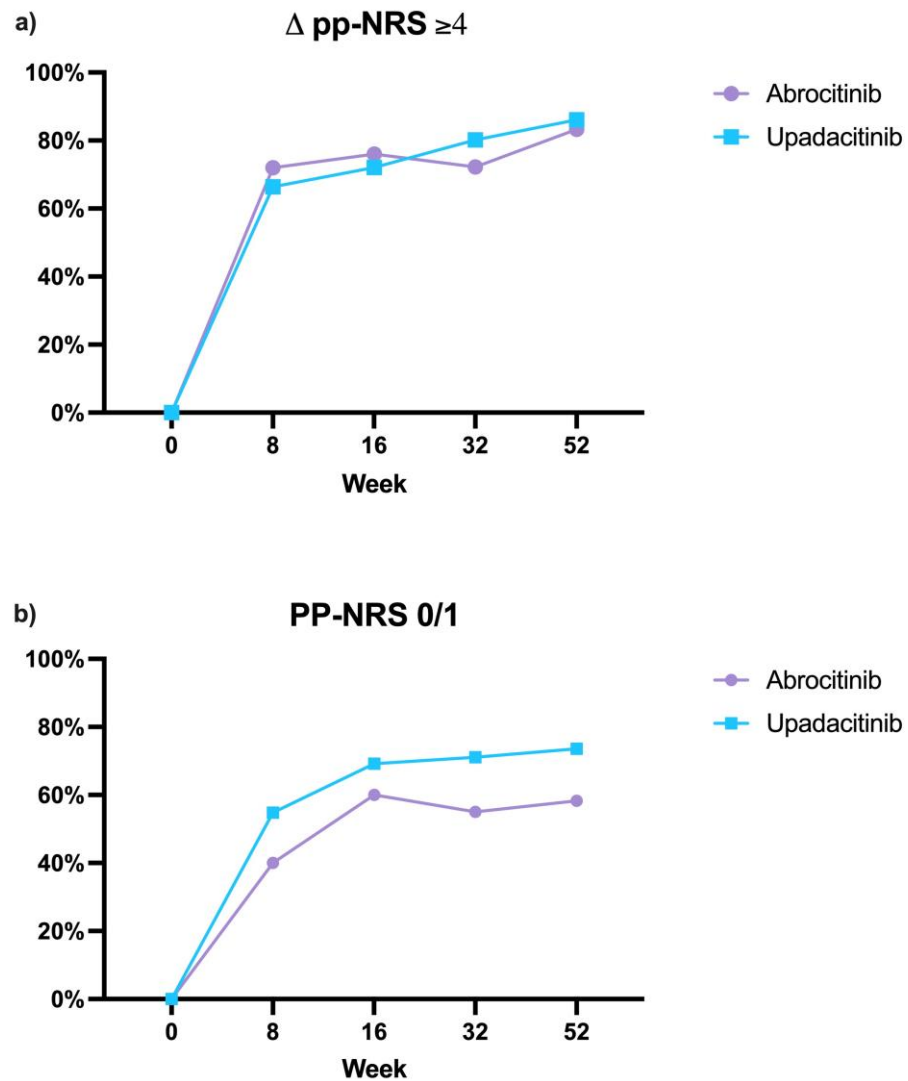 a)
Δ pp-NRS ≥4
100%
80%
60%
40%
20%
0%
0 8 16 32 52
Week
Abrocitinib
Upadacitinib
b)
PP-NRS 0/1
100%
80%
60%
40%
20%
0%
0 8 16 32 52
Week
Abrocitinib
Upadacitinib